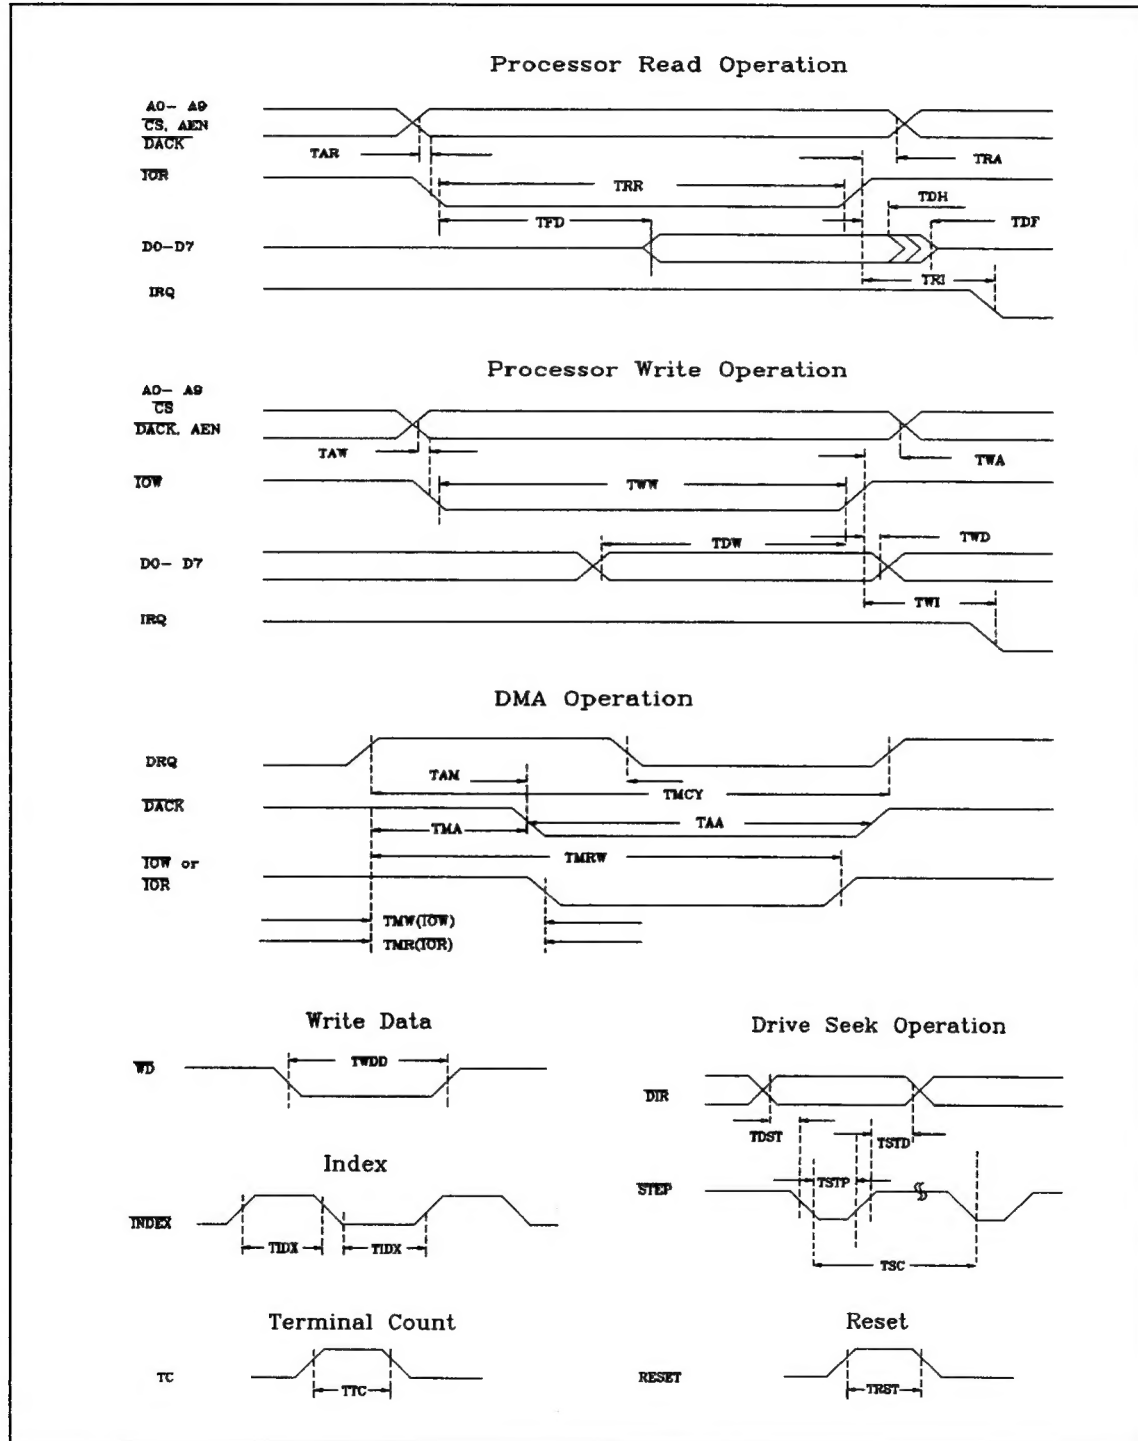 Processor Read Operation
A0- A9
CS, AEN
DACK
TAR
TRA
IOR
TRR
TDH
TFD
TDF
D0-D7
TRI
IRQ
Processor Write Operation
A0- A9
CS
DACK, AEN
TAW
TWA
IOW
TWW
TDW
TWD
D0- D7
TWI
IRQ
DMA Operation
DRQ
TAM
TMCY
DACK
TMA
TAA
TMRW
IOW or
IOR
TMW(IOW)
TMR(IOR)
Write Data
Drive Seek Operation
WD
TWDD
DIR
TDST
TSTD
Index
STEP
TSTP
INDEX
TIDX
TIDX
TSC
Terminal Count
Reset
TC
TTC
RESET
TRST